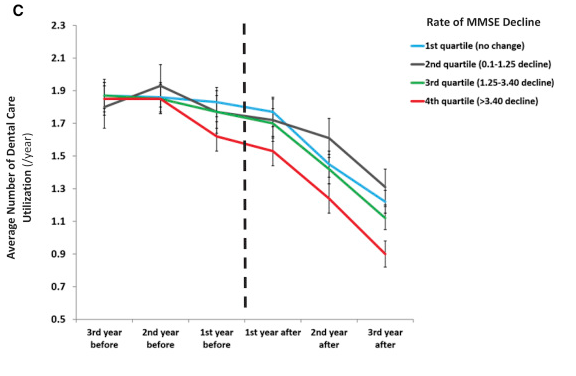 C
Average Number of Dental Care
Utilization (/year)
2.3
2.1
1.9
1.7
1.5
1.3
1.1
0.9
0.7
0.5
3rd year
before
2nd year
before
1st year
before
1st year after
2nd year
after
3rd year
after
Rate of MMSE Decline
1st quartile (no change)
2nd quartile (0.1-1.25 decline)
3rd quartile (1.25-3.40 decline)
4th quartile (>3.40 decline)